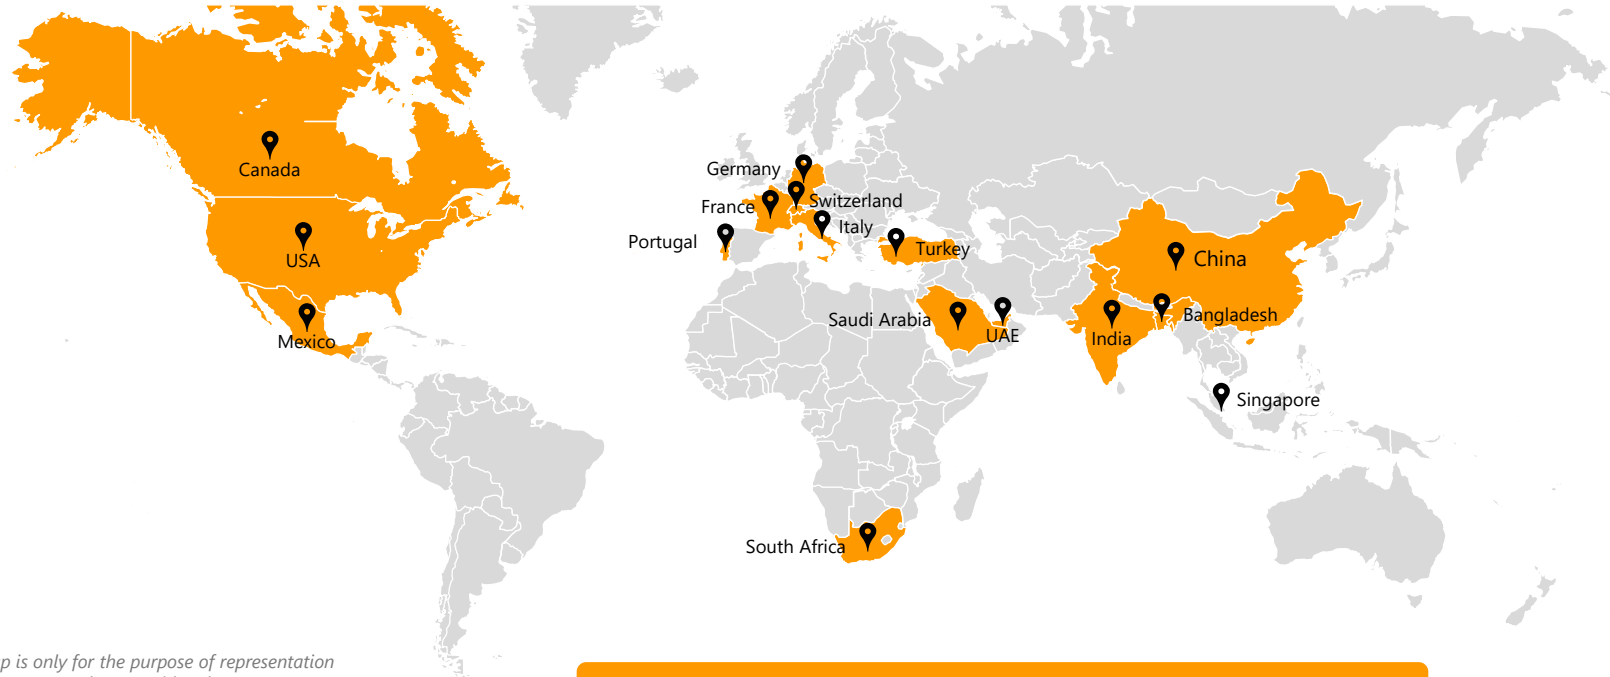 Canada
USA
Mexico
Germany
Switzerland
France
Italy
Portugal
Turkey
China
Saudi Arabia
UAE
India
Bangladesh
Singapore
South Africa
is only for the purpose of representation